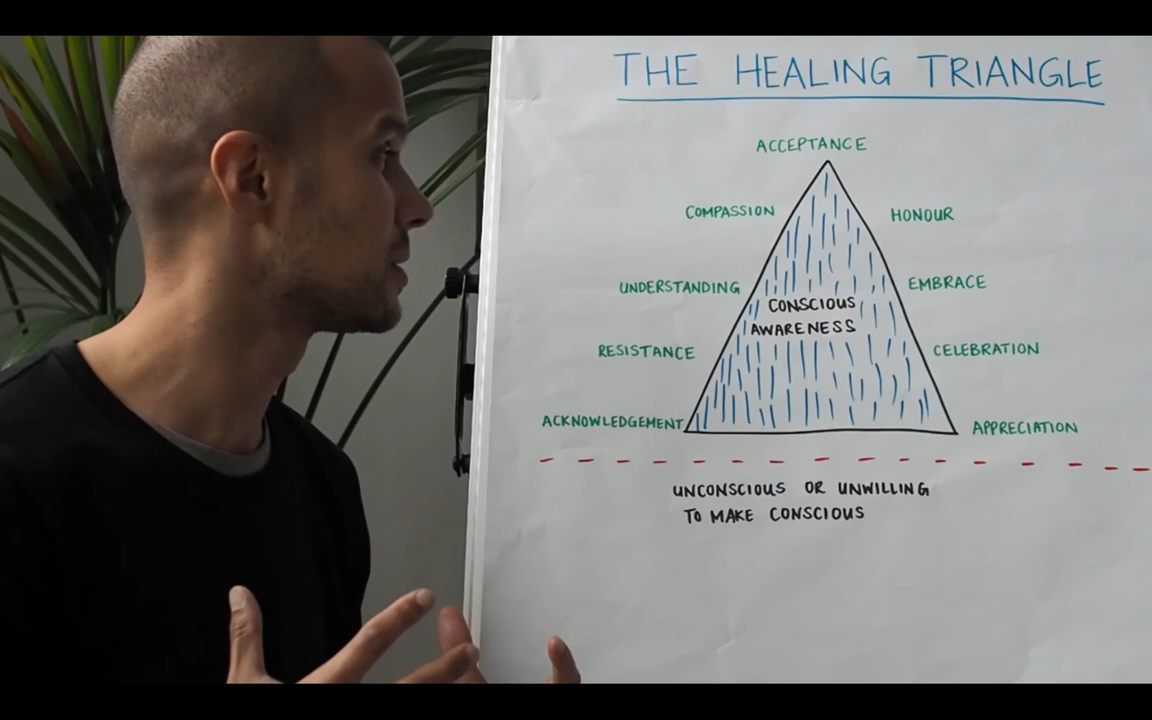 THE HEALING TRIANGLE
ACCEPTANCE
COMPASSION HONOUR
UNDERSTANDING EMBRACE
CONSCIOUS
AWARENESS
RESISTANCE CELEBRATION
ACKNOWLEDGEMENT APPRECIATION
UNCONSCIOUS OR UNWILLING
TO MAKE CONSCIOUS